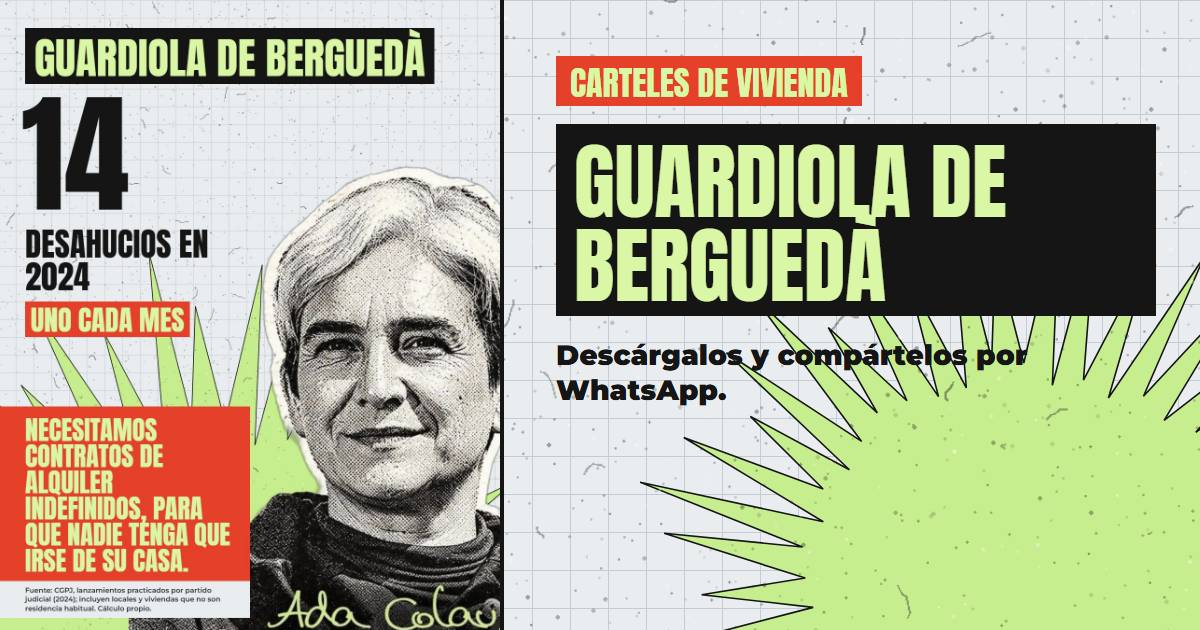 GUARDIOLA DE BERGUEDÀ
14
DESAHUCIOS EN
2024
UNO CADA MES
NECESITAMOS
CONTRATOS DE
ALQUILER
INDEFINIDOS, PARA
QUE NADIE TENGA QUE
IRSE DE SU CASA.
Fuente: CGPJ, lanzamientos practicados por partido
judicial (2024); incluyen locales y viviendas que no son
residencia habitual. Cálculo propio.
Ada Colau
CARTELES DE VIVIENDA
GUARDIOLA DE
BERGUEDÀ
Descárgalos y compártelos por
WhatsApp.